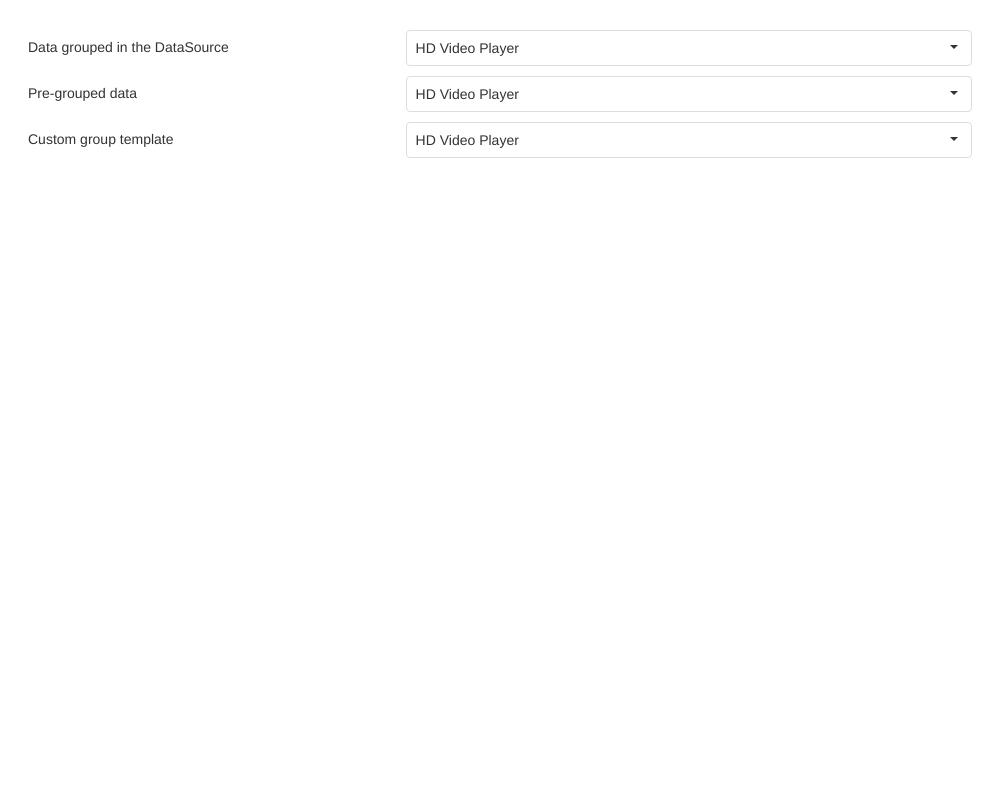 Data grouped in the DataSource HD Video Player
Pre-grouped data HD Video Player
Custom group template HD Video Player